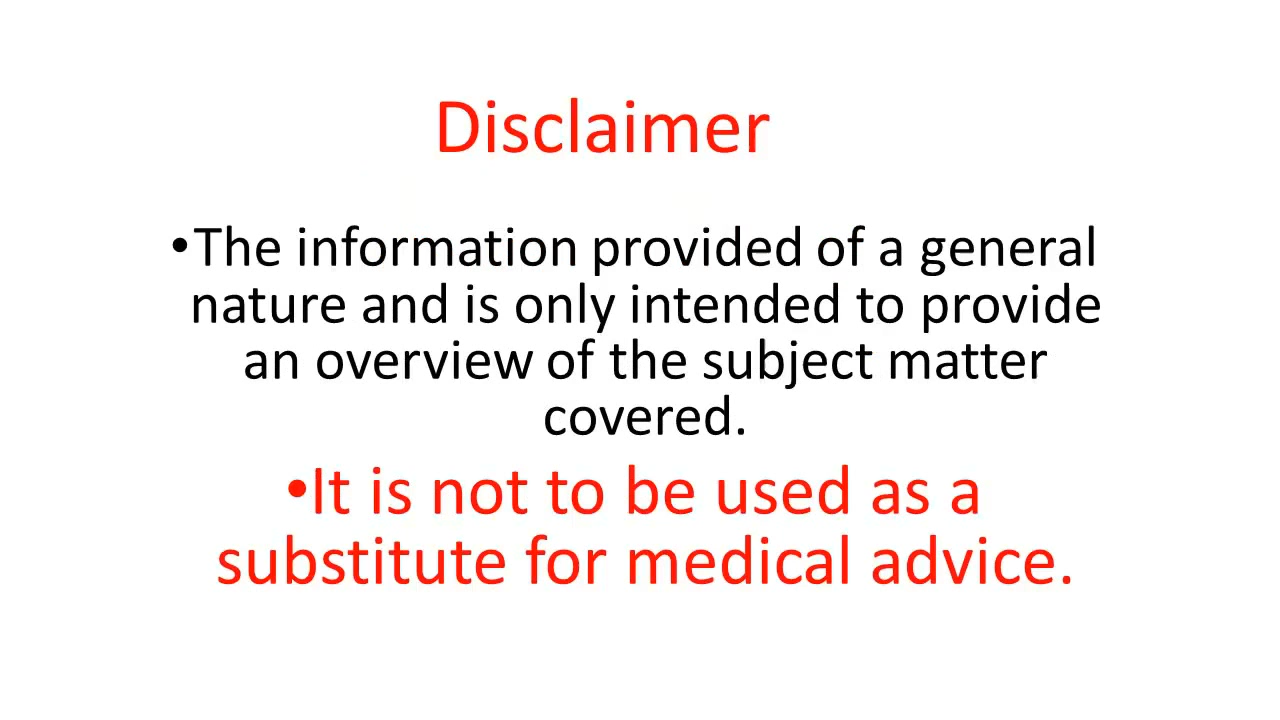 Disclaimer
•The information provided of a general
nature and is only intended to provide
an overview of the subject matter
covered.
•It is not to be used as a
substitute for medical advice.